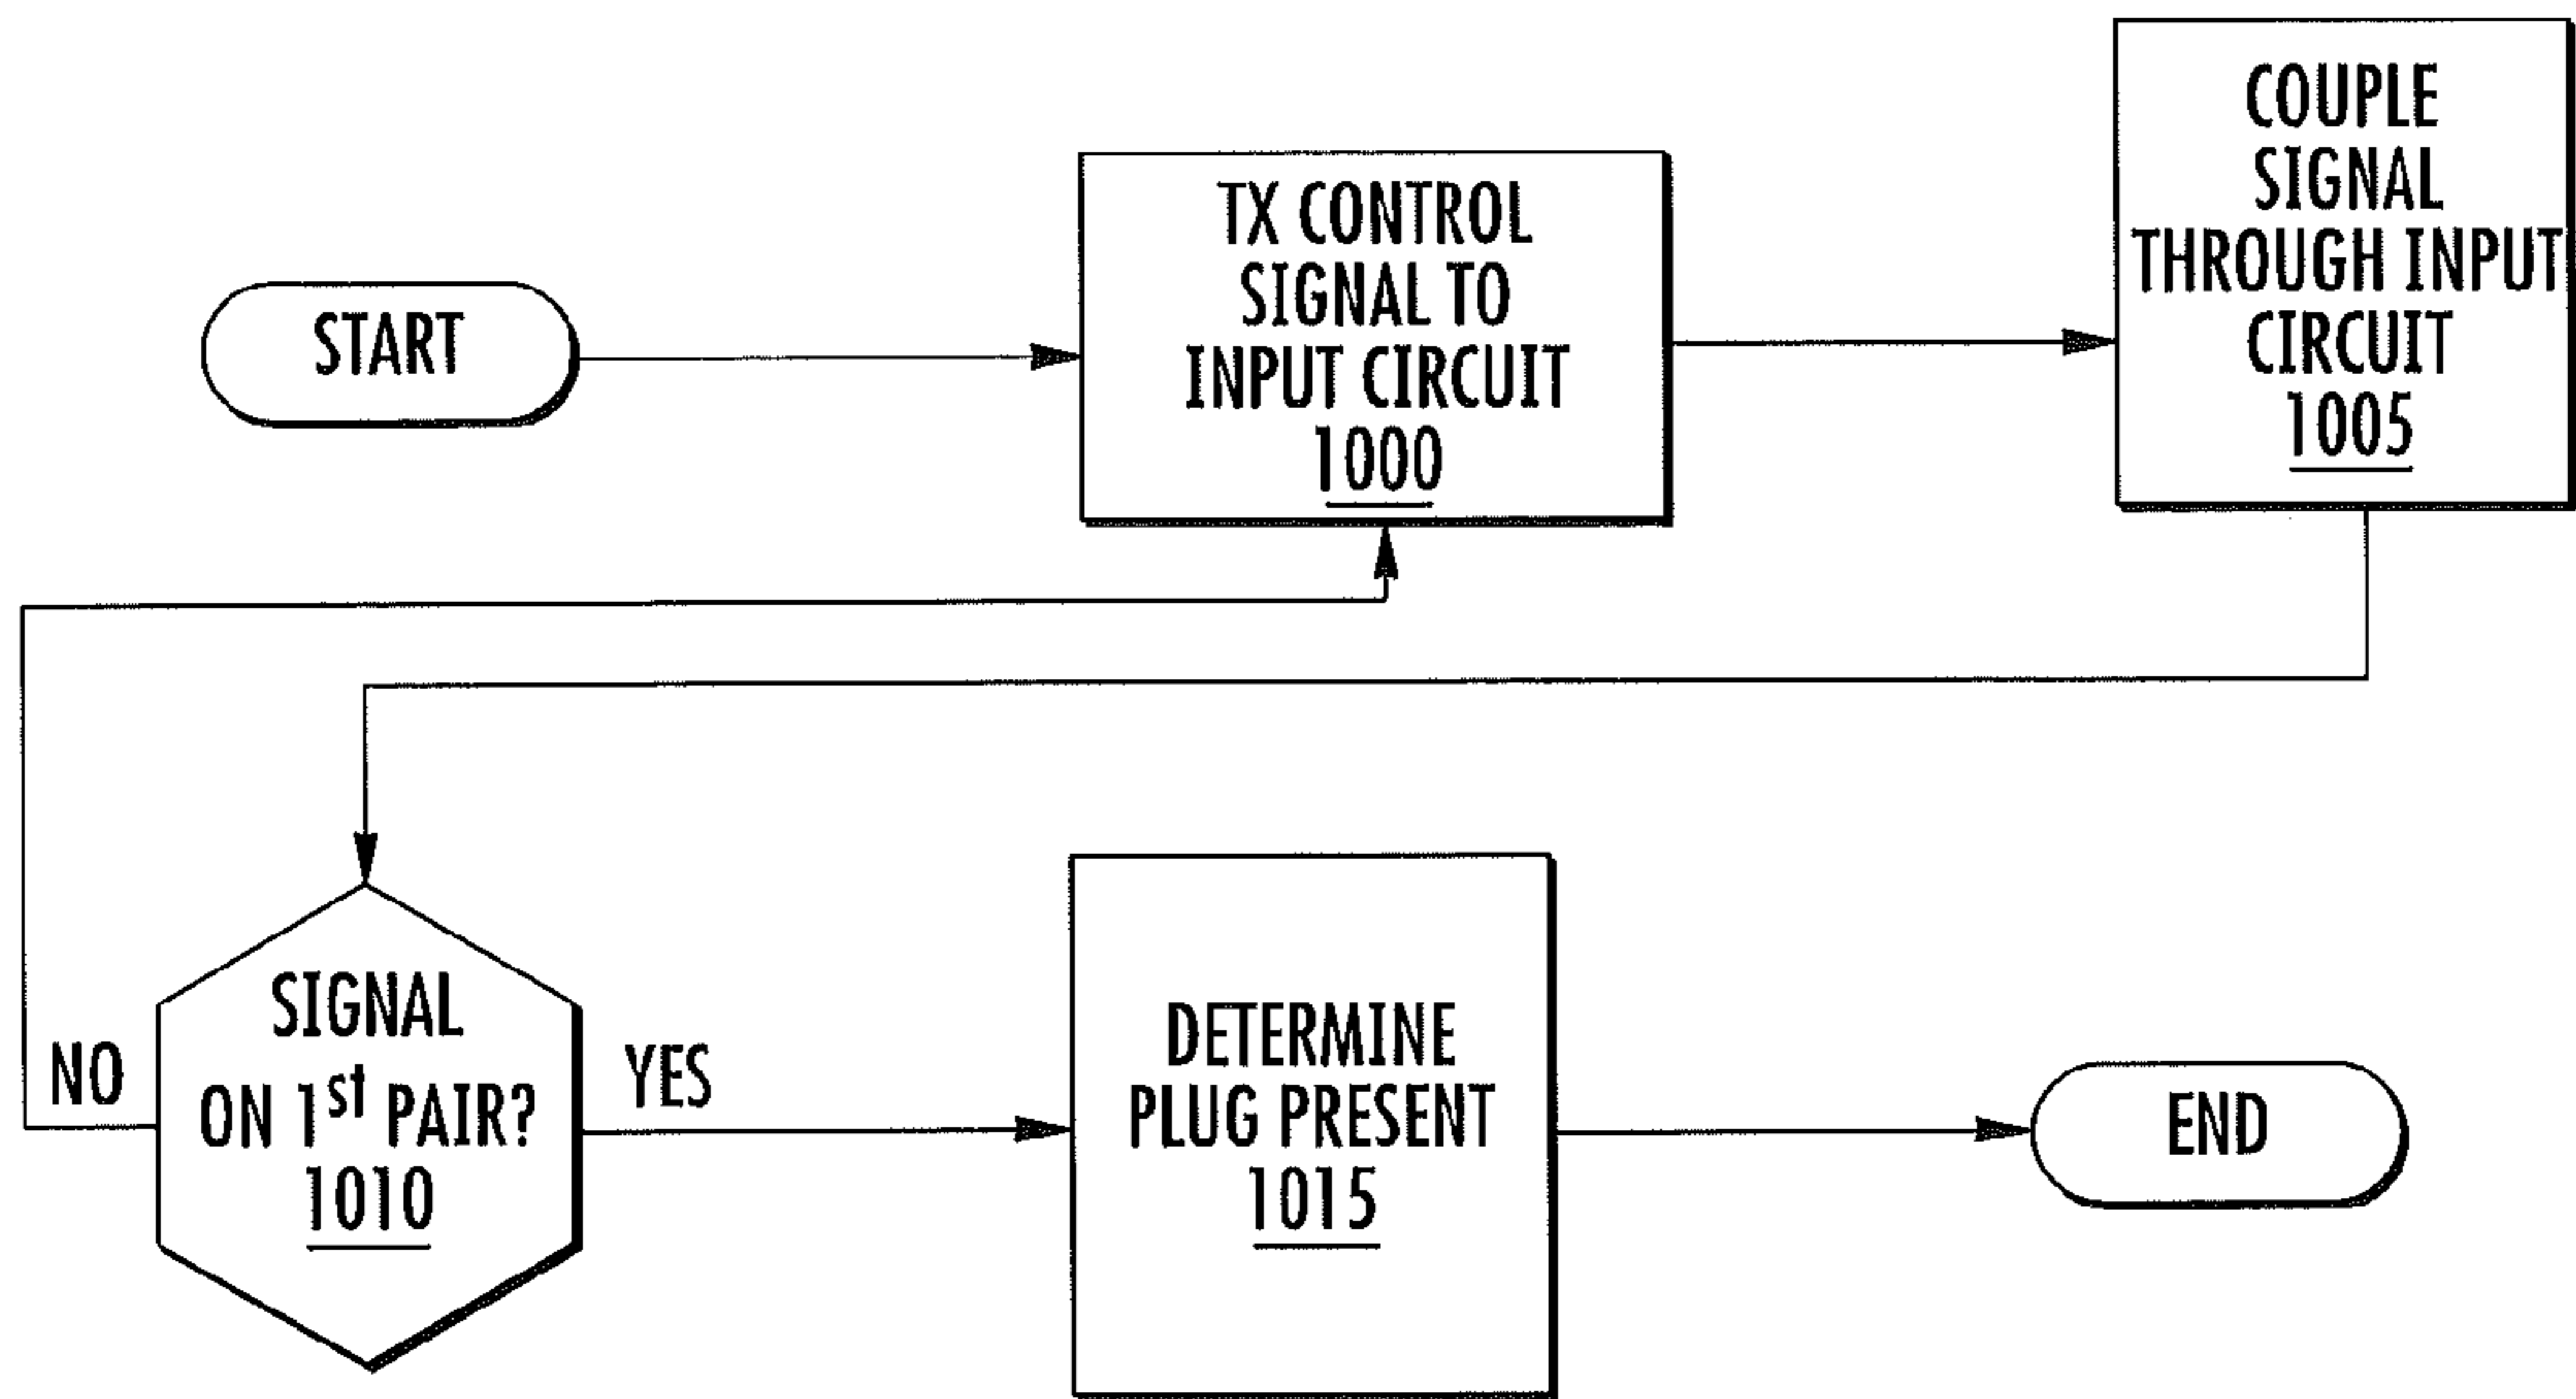 START
TX CONTROL
SIGNAL TO
INPUT CIRCUIT
1000
COUPLE
SIGNAL
THROUGH INPUT
CIRCUIT
1005
SIGNAL
ON 1st PAIR?
1010
NO
YES
DETERMINE
PLUG PRESENT
1015
END